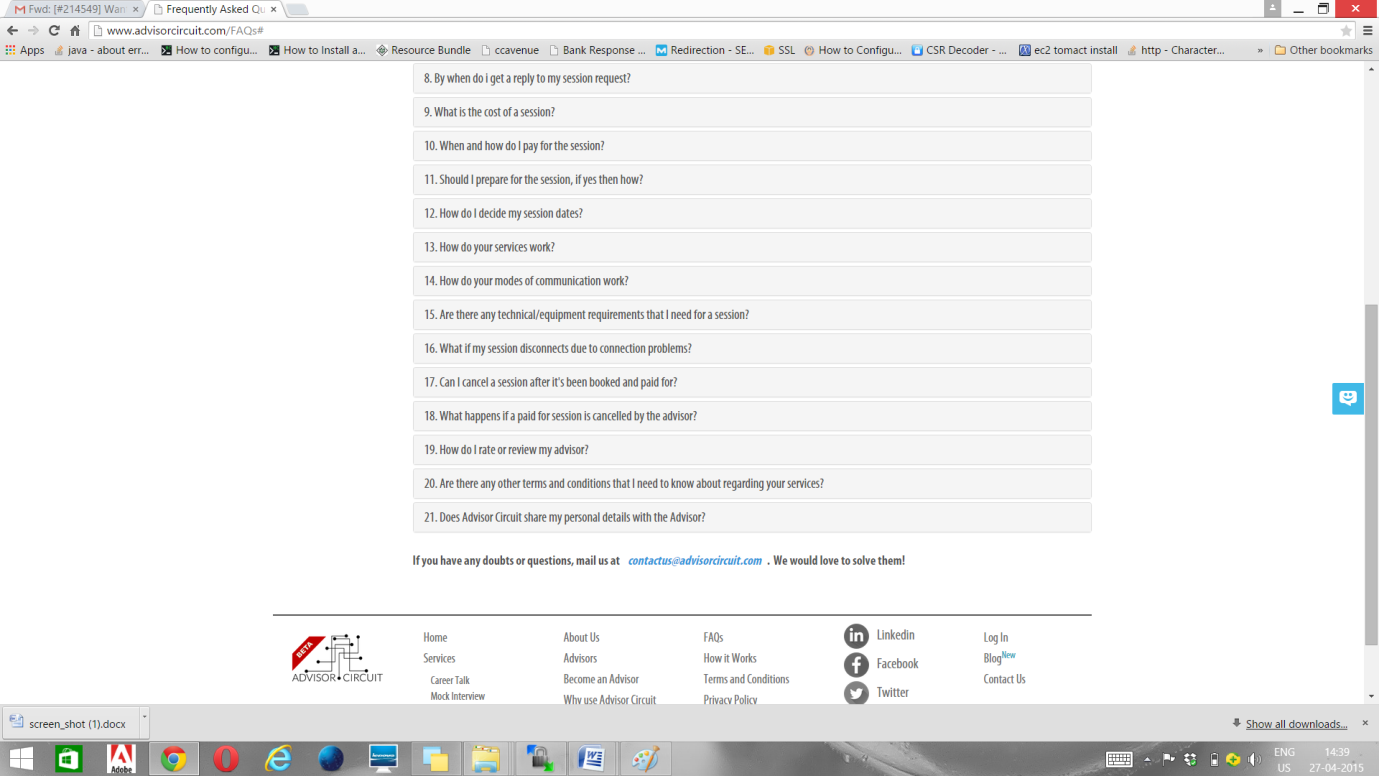 Fwd: [#214549] Wan
Frequently Asked Qu
www.advisorcircuit.com/FAQs#
Apps
java - about err...
How to configu...
How to Install a...
Resource Bundle
ccavenue
Bank Response ...
Redirection - SE...
SSL
How to Configu...
CSR Decoder - ...
ec2 tomact install
http - Character...
»
Other bookmarks
8. By when do i get a reply to my session request?
9. What is the cost of a session?
10. When and how do I pay for the session?
11. Should I prepare for the session, if yes then how?
12. How do I decide my session dates?
13. How do your services work?
14. How do your modes of communication work?
15. Are there any technical/equipment requirements that I need for a session?
16. What if my session disconnects due to connection problems?
17. Can I cancel a session after it's been booked and paid for?
18. What happens if a paid for session is cancelled by the advisor?
19. How do I rate or review my advisor?
20. Are there any other terms and conditions that I need to know about regarding your services?
21. Does Advisor Circuit share my personal details with the Advisor?
If you have any doubts or questions, mail us at contactus@advisorcircuit.com . We would love to solve them!
BETA
ADVISOR CIRCUIT
Home
Services
Career Talk
Mock Interview
About Us
Advisors
Become an Advisor
Why use Advisor Circuit
FAQs
How it Works
Terms and Conditions
Privacy Policy
in Linkedin
f Facebook
Twitter
Log In
Blog New
Contact Us
screen_shot (1).docx
Show all downloads...
Adobe
lenovo
ENG
US
14:39
27-04-2015